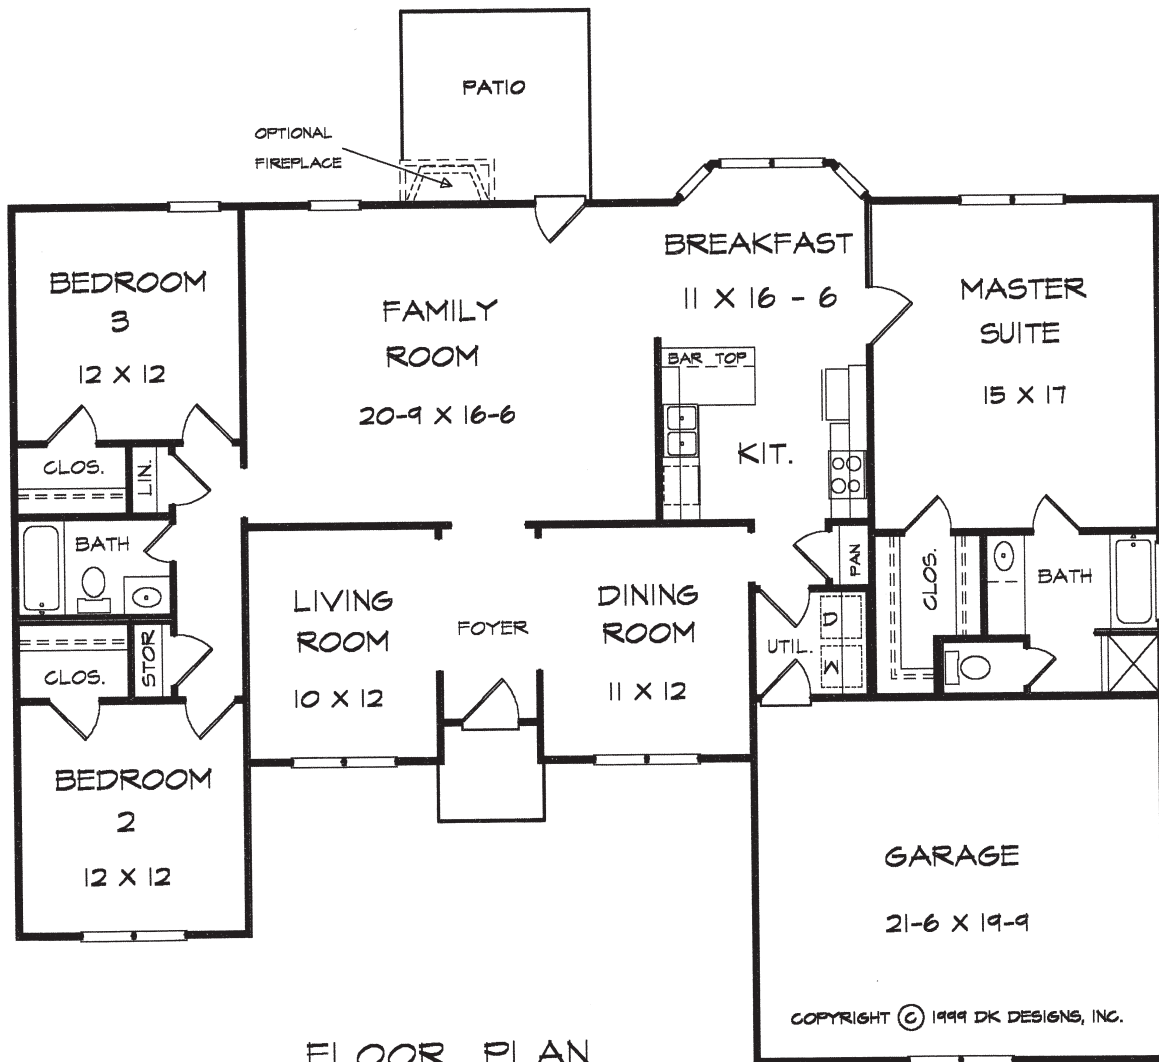 PATIO
OPTIONAL
FIREPLACE
BREAKFAST
11 X 16 - 6
BEDROOM
3
12 X 12
FAMILY
ROOM
20-9 X 16-6
MASTER
SUITE
15 X 17
BAR TOP
KIT.
CLOS.
LIN.
BATH
PAN
CLOS.
BATH
LIVING
ROOM
10 X 12
FOYER
DINING
ROOM
11 X 12
UTIL.
D
W
CLOS.
STOR
BEDROOM
2
12 X 12
GARAGE
21-6 X 19-9
COPYRIGHT © 1999 DK DESIGNS, INC.
FLOOR PLAN